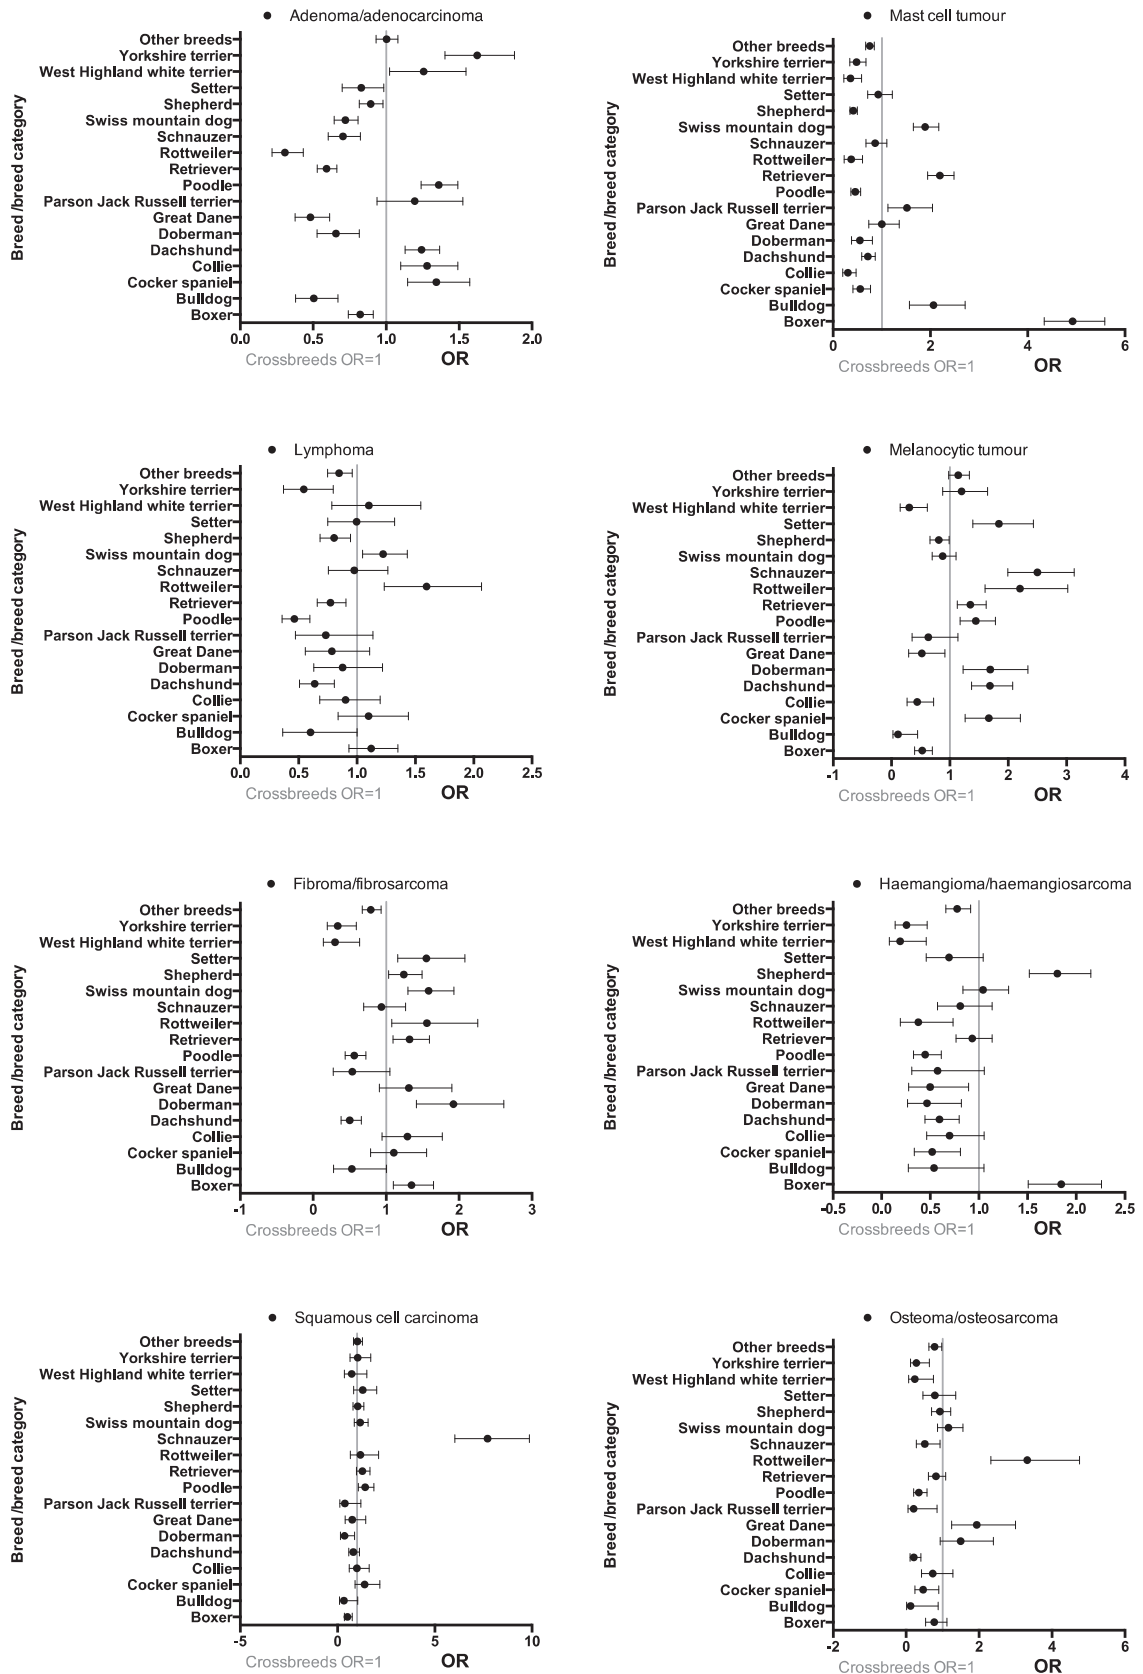 Adenoma/adenocarcinoma
Breed /breed category
Other breeds
Yorkshire terrier
West Highland white terrier
Setter
Shepherd
Swiss mountain dog
Schnauzer
Rottweiler
Retriever
Poodle
Parson Jack Russell terrier
Great Dane
Doberman
Dachshund
Collie
Cocker spaniel
Bulldog
Boxer
0.0 0.5 1.0 1.5 2.0
Crossbreeds OR=1 OR
Mast cell tumour
Breed /breed category
Other breeds
Yorkshire terrier
West Highland white terrier
Setter
Shepherd
Swiss mountain dog
Schnauzer
Rottweiler
Retriever
Poodle
Parson Jack Russell terrier
Great Dane
Doberman
Dachshund
Collie
Cocker spaniel
Bulldog
Boxer
0 2 4 6
Crossbreeds OR=1 OR
Lymphoma
Breed /breed category
Other breeds
Yorkshire terrier
West Highland white terrier
Setter
Shepherd
Swiss mountain dog
Schnauzer
Rottweiler
Retriever
Poodle
Parson Jack Russell terrier
Great Dane
Doberman
Dachshund
Collie
Cocker spaniel
Bulldog
Boxer
0.0 0.5 1.0 1.5 2.0 2.5
Crossbreeds OR=1 OR
Melanocytic tumour
Breed /breed category
Other breeds
Yorkshire terrier
West Highland white terrier
Setter
Shepherd
Swiss mountain dog
Schnauzer
Rottweiler
Retriever
Poodle
Parson Jack Russell terrier
Great Dane
Doberman
Dachshund
Collie
Cocker spaniel
Bulldog
Boxer
-1 0 1 2 3 4
Crossbreeds OR=1 OR
Fibroma/fibrosarcoma
Breed /breed category
Other breeds
Yorkshire terrier
West Highland white terrier
Setter
Shepherd
Swiss mountain dog
Schnauzer
Rottweiler
Retriever
Poodle
Parson Jack Russell terrier
Great Dane
Doberman
Dachshund
Collie
Cocker spaniel
Bulldog
Boxer
-1 0 1 2 3
Crossbreeds OR=1 OR
Haemangioma/haemangiosarcoma
Breed /breed category
Other breeds
Yorkshire terrier
West Highland white terrier
Setter
Shepherd
Swiss mountain dog
Schnauzer
Rottweiler
Retriever
Poodle
Parson Jack Russell terrier
Great Dane
Doberman
Dachshund
Collie
Cocker spaniel
Bulldog
Boxer
-0.5 0.0 0.5 1.0 1.5 2.0 2.5
Crossbreeds OR=1 OR
Squamous cell carcinoma
Breed /breed category
Other breeds
Yorkshire terrier
West Highland white terrier
Setter
Shepherd
Swiss mountain dog
Schnauzer
Rottweiler
Retriever
Poodle
Parson Jack Russell terrier
Great Dane
Doberman
Dachshund
Collie
Cocker spaniel
Bulldog
Boxer
-5 0 5 10
Crossbreeds OR=1 OR
Osteoma/osteosarcoma
Breed /breed category
Other breeds
Yorkshire terrier
West Highland white terrier
Setter
Shepherd
Swiss mountain dog
Schnauzer
Rottweiler
Retriever
Poodle
Parson Jack Russell terrier
Great Dane
Doberman
Dachshund
Collie
Cocker spaniel
Bulldog
Boxer
-2 0 2 4 6
Crossbreeds OR=1 OR